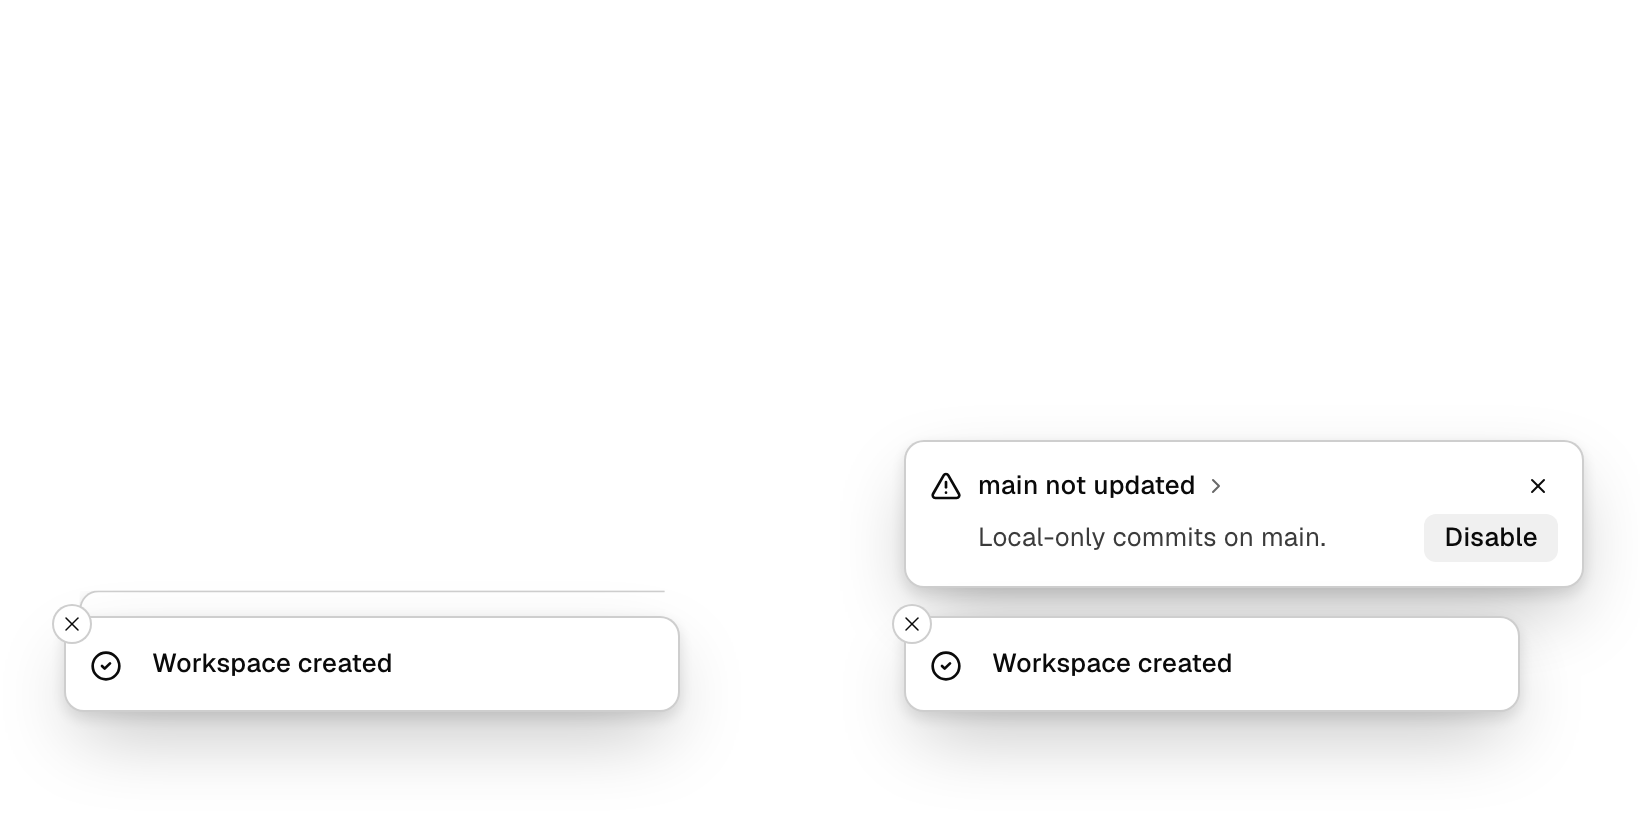 main not updated
Local-only commits on main.
Disable
Workspace created
Workspace created